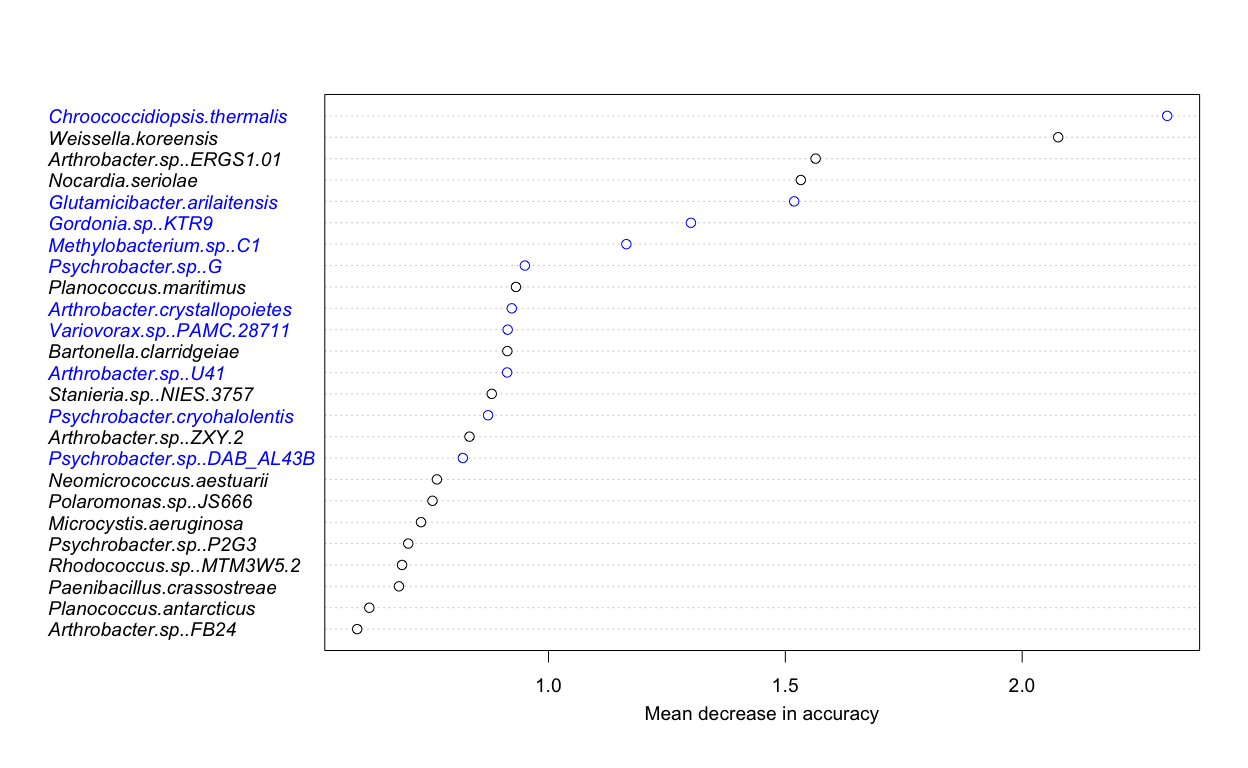 Chroococcidiopsis.thermalis
Weissella.koreensis
Arthrobacter.sp..ERGS1.01
Nocardia.seriolae
Glutamicibacter.arilaitensis
Gordonia.sp..KTR9
Methylobacterium.sp..C1
Psychrobacter.sp..G
Planococcus.maritimus
Arthrobacter.crystallopoietes
Variovorax.sp..PAMC.28711
Bartonella.clarridgeiae
Arthrobacter.sp..U41
Stanieria.sp..NIES.3757
Psychrobacter.cryohalolentis
Arthrobacter.sp..ZXY.2
Psychrobacter.sp..DAB_AL43B
Neomicrococcus.aestuarii
Polaromonas.sp..JS666
Microcystis.aeruginosa
Psychrobacter.sp..P2G3
Rhodococcus.sp..MTM3W5.2
Paenibacillus.crassostreae
Planococcus.antarcticus
Arthrobacter.sp..FB24
1.0 1.5 2.0
Mean decrease in accuracy